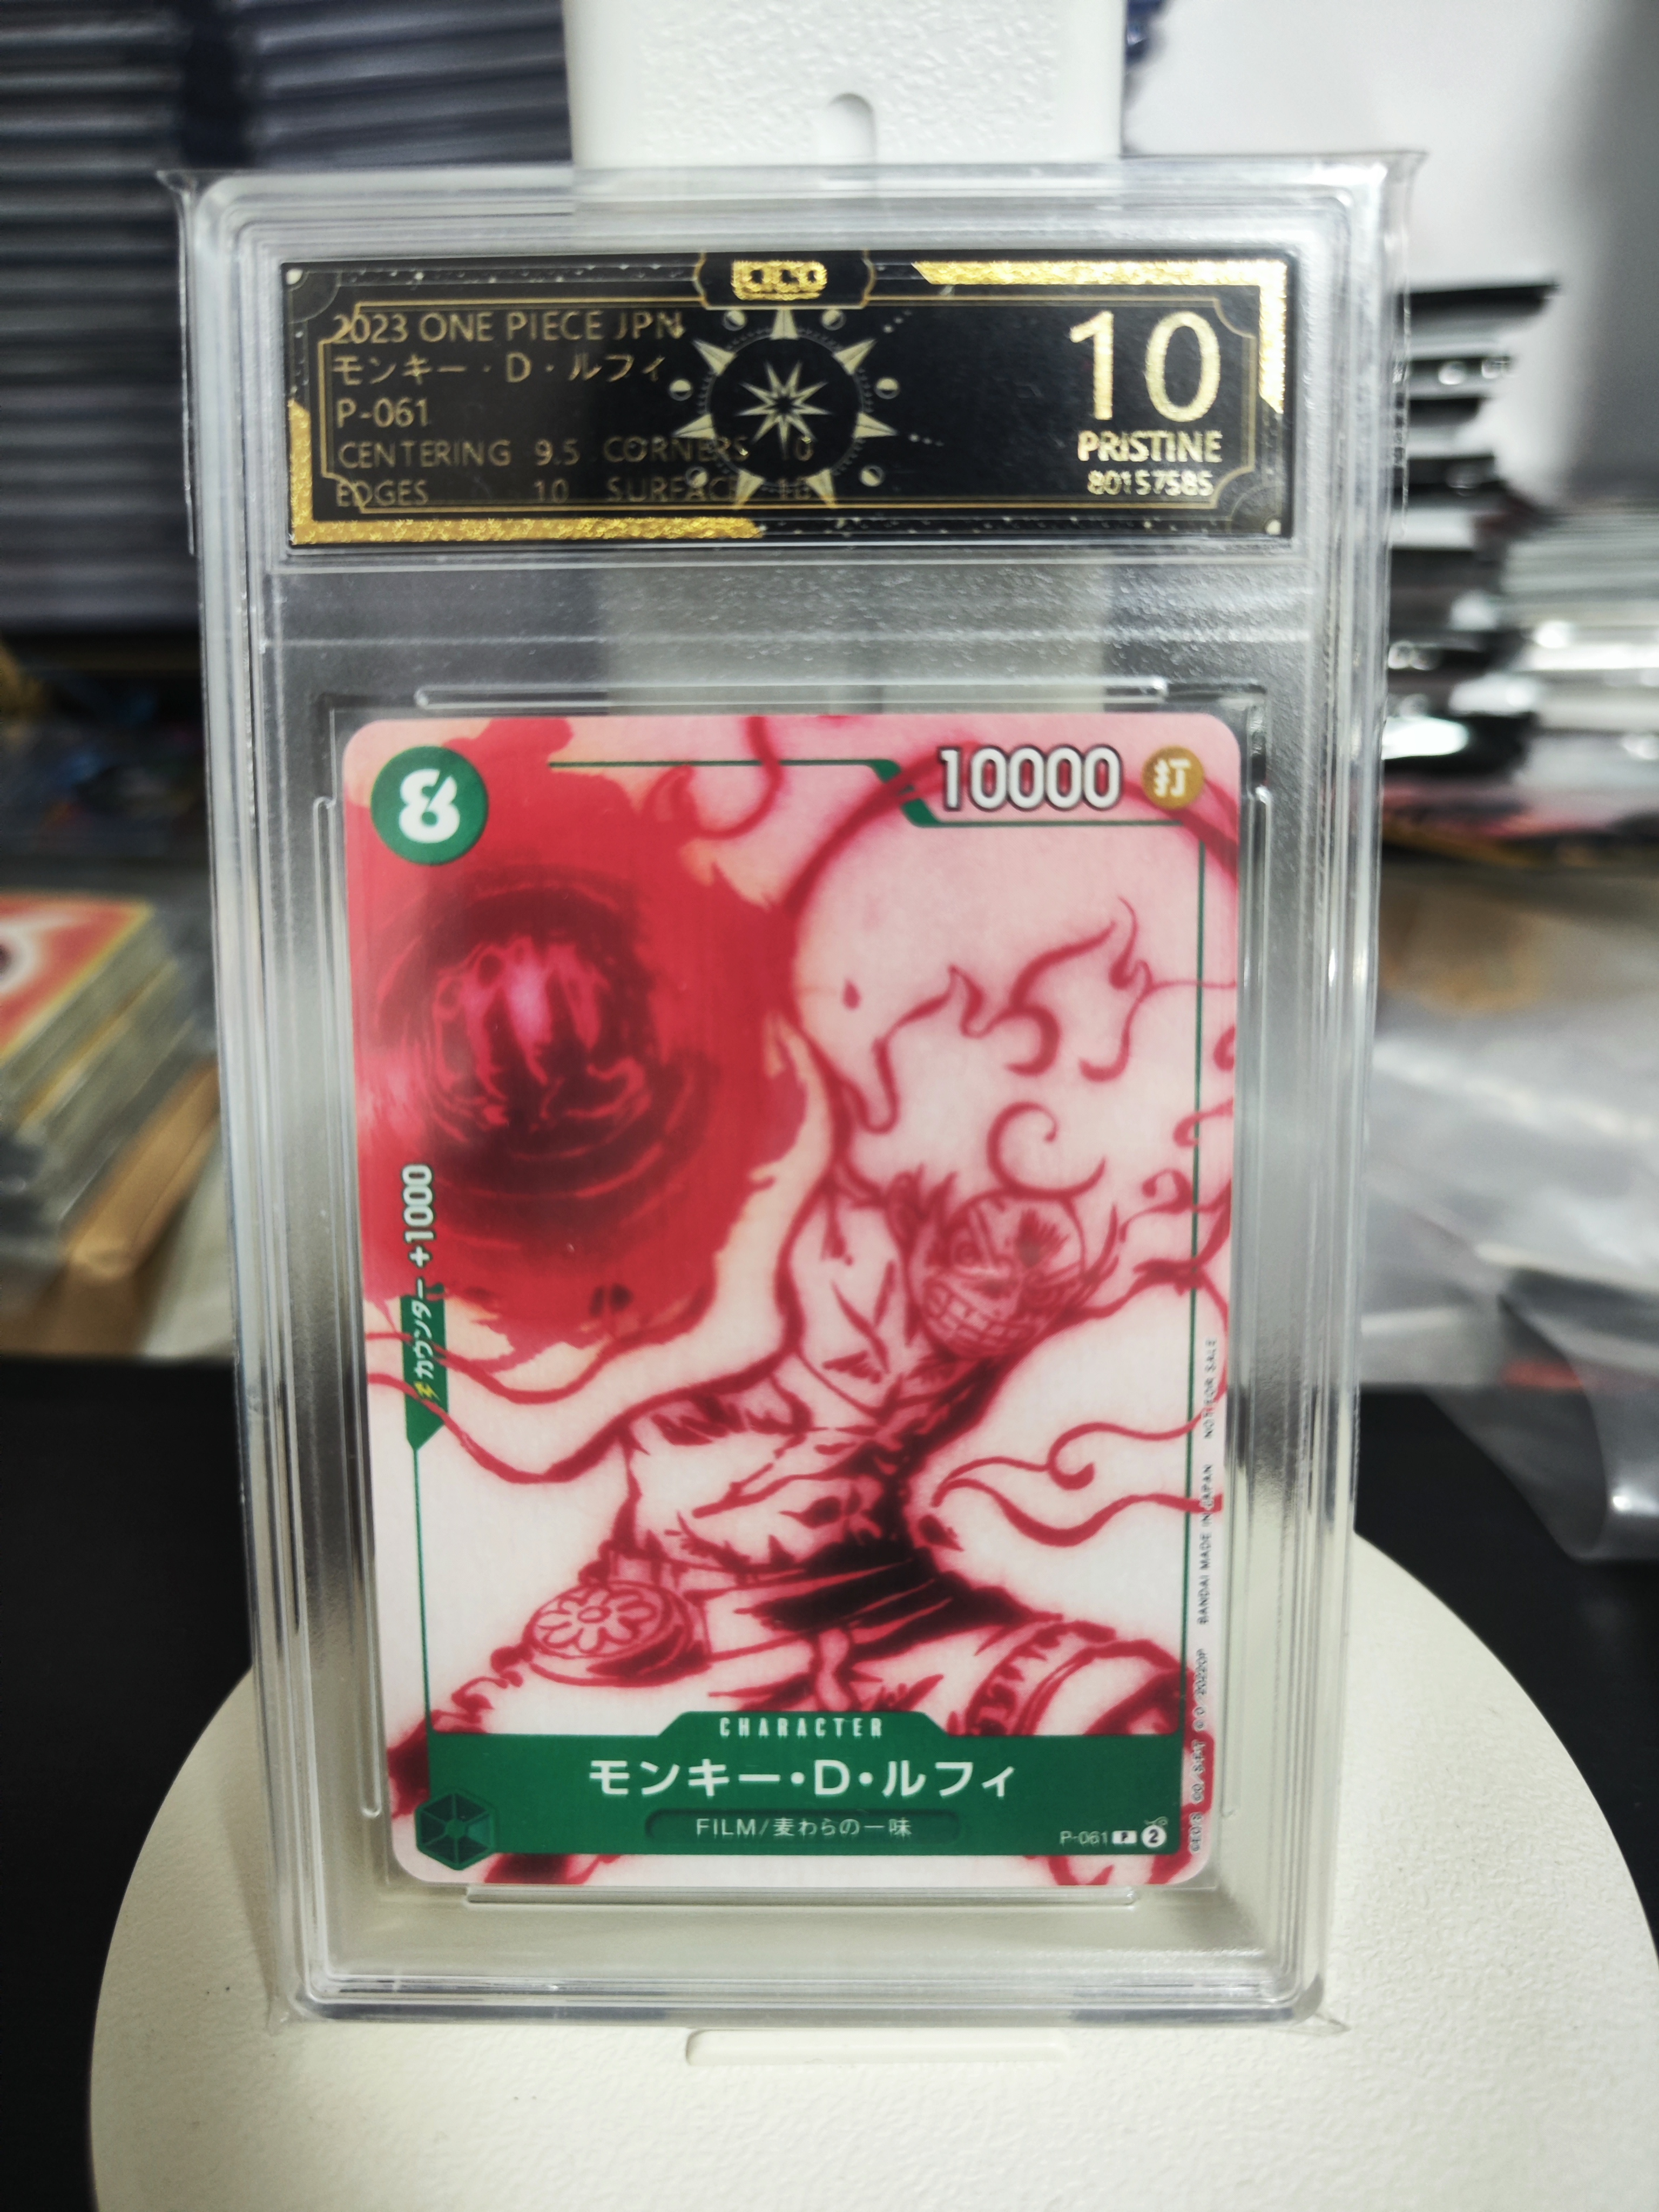 2023 ONE PIECE JPN
モンキー・D・ルフィ
P-061
CENTERING 9.5 CORNERS 10
EDGES 10 SURFACE 10
10
PRISTINE
80157585
8
10000 打
カウンター +1000
CHARACTER
モンキー・D・ルフィ
FILM/麦わらの一味
P-061 P 2
BANDAI MADE IN JAPAN NOT FOR SALE